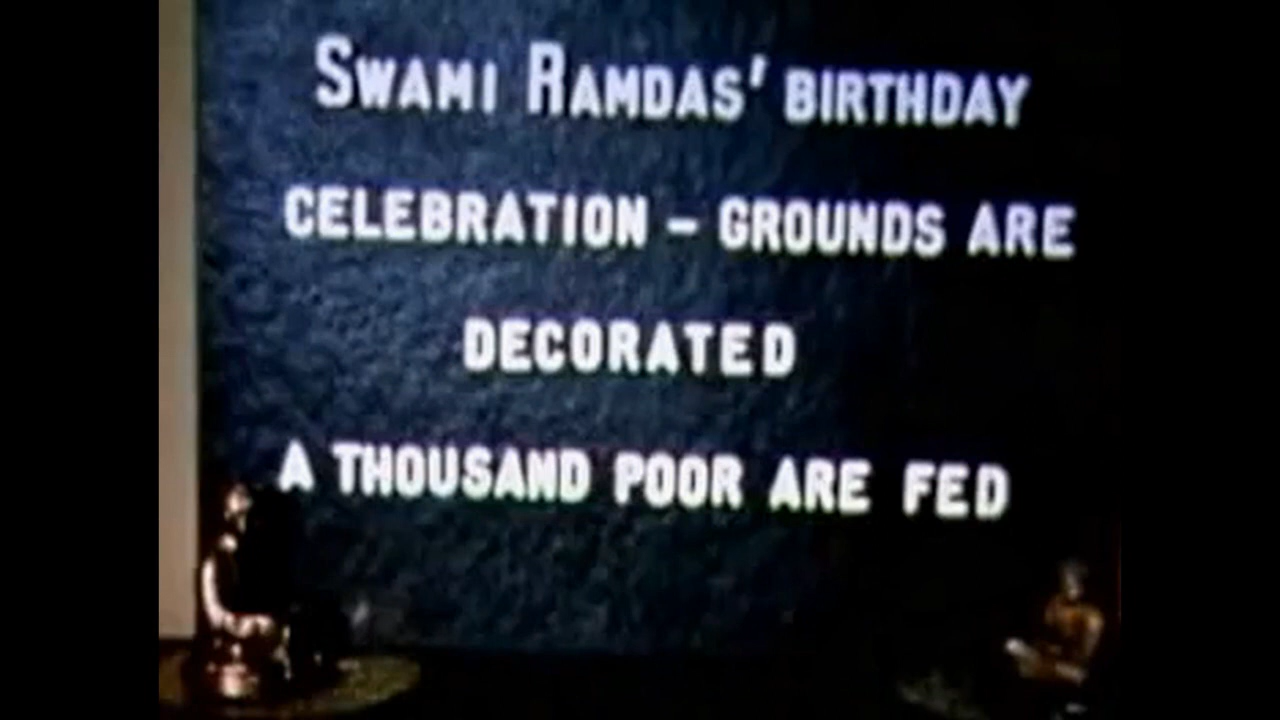 SWAMI RAMDAS' BIRTHDAY
CELEBRATION – GROUNDS ARE
DECORATED
A THOUSAND POOR ARE FED